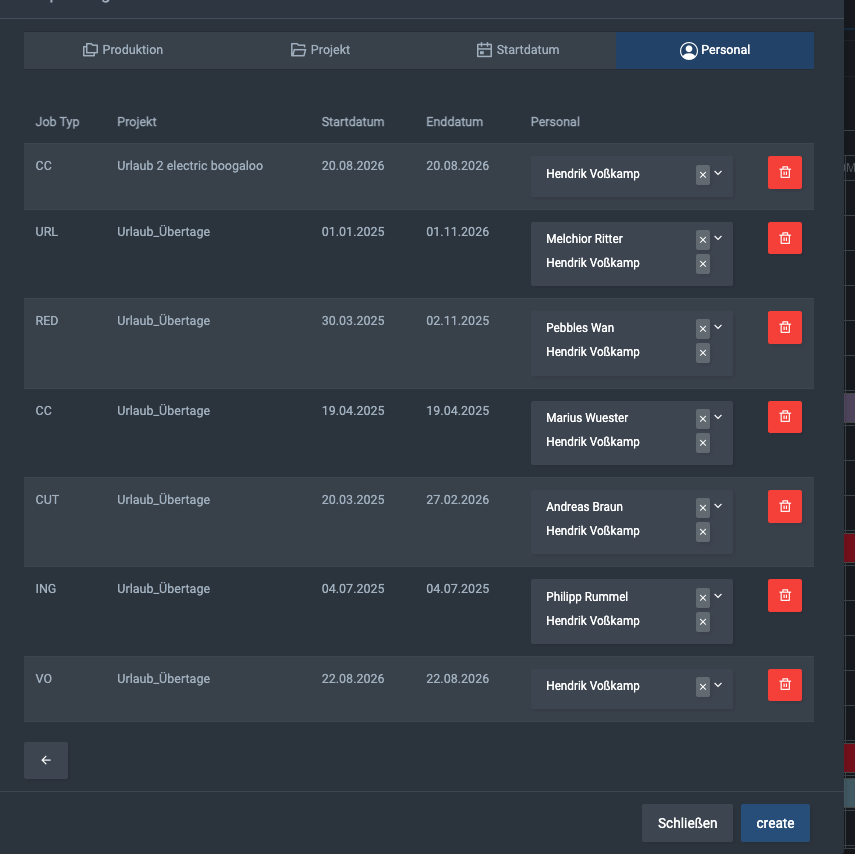 Produktion Projekt Startdatum Personal
Job Typ Projekt Startdatum Enddatum Personal
CC Urlaub 2 electric boogaloo 20.08.2026 20.08.2026 Hendrik Voßkamp
URL Urlaub_Übertage 01.01.2025 01.11.2026 Melchior Ritter
Hendrik Voßkamp
RED Urlaub_Übertage 30.03.2025 02.11.2025 Pebbles Wan
Hendrik Voßkamp
CC Urlaub_Übertage 19.04.2025 19.04.2025 Marius Wuester
Hendrik Voßkamp
CUT Urlaub_Übertage 20.03.2025 27.02.2026 Andreas Braun
Hendrik Voßkamp
ING Urlaub_Übertage 04.07.2025 04.07.2025 Philipp Rummel
Hendrik Voßkamp
VO Urlaub_Übertage 22.08.2026 22.08.2026 Hendrik Voßkamp
Schließen create